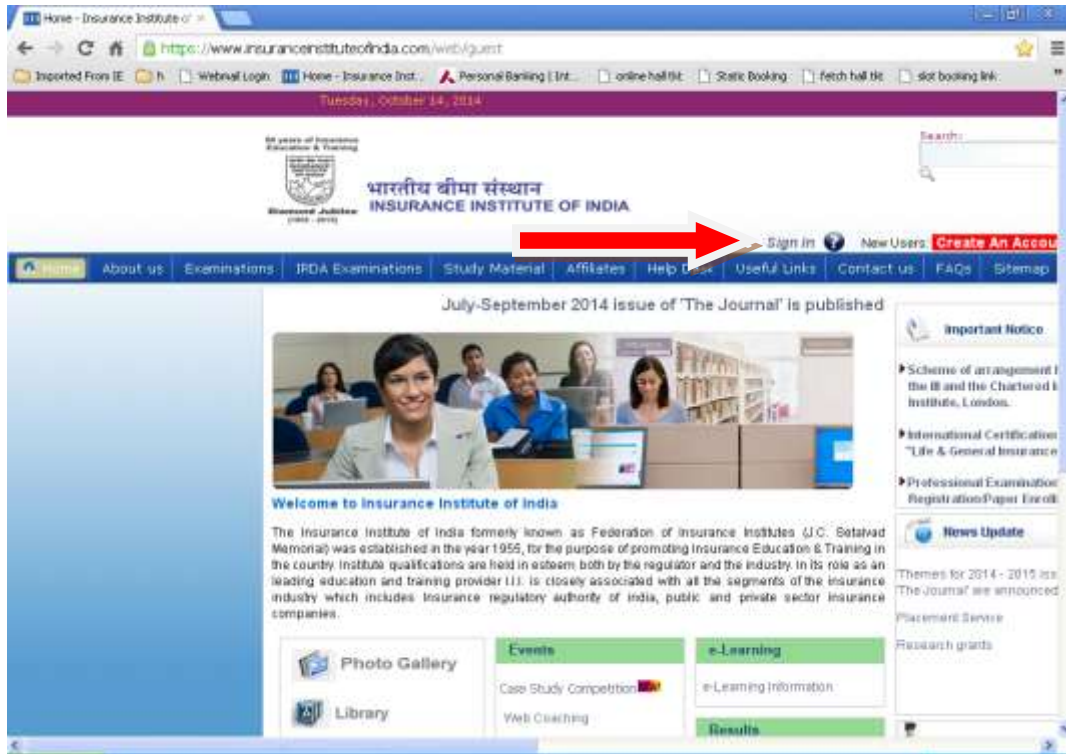 Home - Insurance Institute of
https://www.insuranceinstituteofindia.com/web/guest
Imported From IE
h
Webmail Login
Home - Insurance Inst...
Personal Banking | Int...
online hall tkt
Static Booking
fetch hall tkt
slot booking link
Tuesday, October 14, 2014
Search:
60 years of Insurance
Education & Training
Diamond Jubilee
भारतीय बीमा संस्थान
INSURANCE INSTITUTE OF INDIA
Sign In
New Users:
Create An Accou
Home
About us
Examinations
IRDA Examinations
Study Material
Affiliates
Help Desk
Useful Links
Contact us
FAQs
Sitemap
July-September 2014 issue of 'The Journal' is published
Important Notice
Scheme of arrangement
the III and the Chartered
Institute, London.
International Certification
"Life & General Insurance
Professional Examination
Registration/Paper Enroll
Welcome to Insurance Institute of India
The Insurance Institute of India formerly known as Federation of Insurance Institutes (J.C. Setalvad
Memorial) was established in the year 1955, for the purpose of promoting Insurance Education & Training in
the country. Institute qualifications are held in esteem both by the regulator and the industry. In its role as an
leading education and training provider I.I.I. is closely associated with all the segments of the insurance
industry which includes Insurance regulatory authority of india, public and private sector insurance
companies.
News Update
Themes for 2014 - 2015 iss
'The Journal' are announced
Placement Service
Research grants
Photo Gallery
Library
Events
Case Study Competition
Web Coaching
e-Learning
e-Learning Information
Results